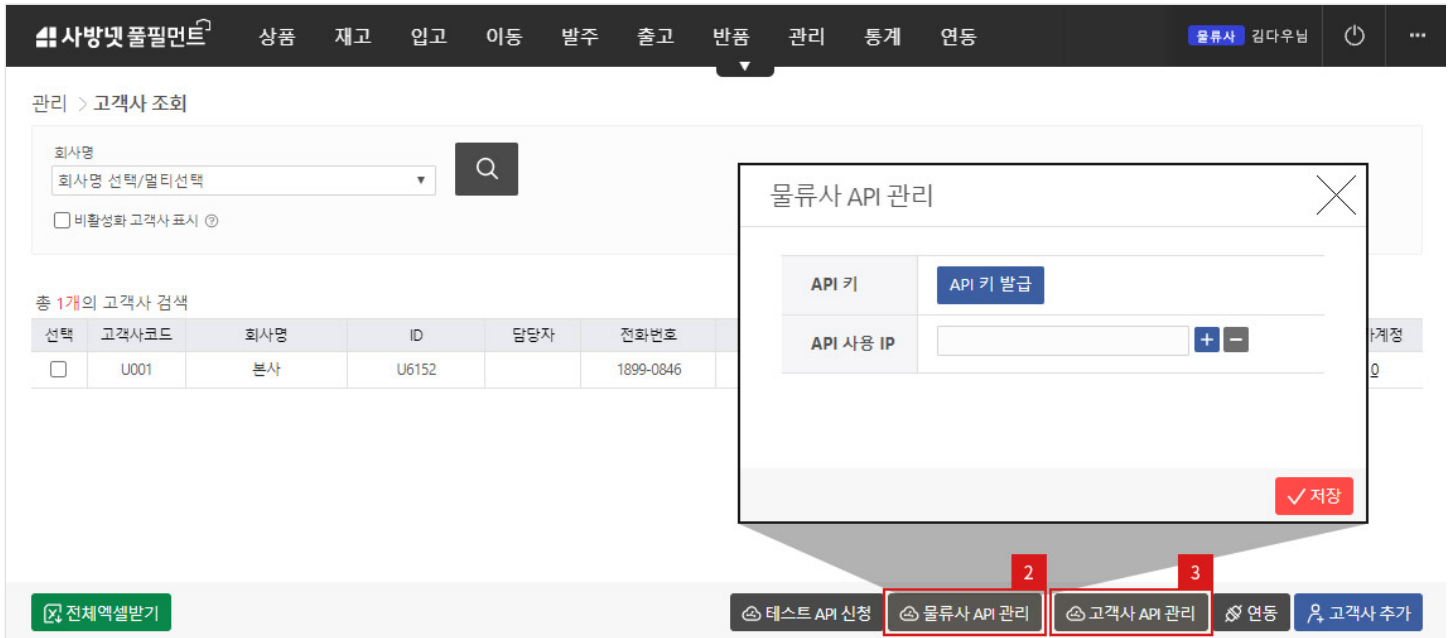 사방넷 풀필먼트 상품 재고 입고 이동 발주 출고 반품 관리 통계 연동 물류사 김다우님 ···
▼
관리 > 고객사 조회
회사명
회사명 선택/멀티선택 ▼
비활성화 고객사 표시 ?
물류사 API 관리
API 키 API 키 발급
API 사용 IP + −
저장
총 1개의 고객사 검색
선택 고객사코드 회사명 ID 담당자 전화번호 계정
U001 본사 U6152 1899-0846 0
2 3
전체엑셀받기 테스트 API 신청 물류사 API 관리 고객사 API 관리 연동 고객사 추가